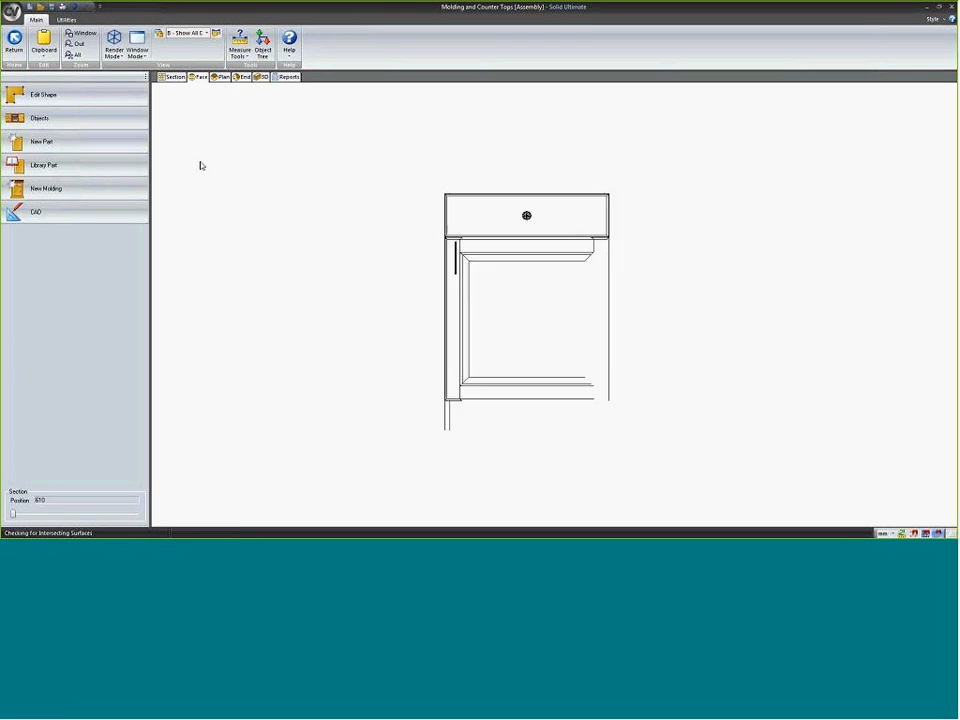 Molding and Counter Tops [Assembly] - Solid Ultimate
CV
Main Utilities
Style
Return
Clipboard
Window
Out
All
Render Mode
Window Mode
B - Show All E
Measure Tools
Object Tree
Help
Home Edit Zoom View Tools Help
Section Face Plan End 3D Reports
Edit Shape
Objects
New Part
Library Part
New Molding
CAD
Section
Position 610
Checking for Intersecting Surfaces
mm